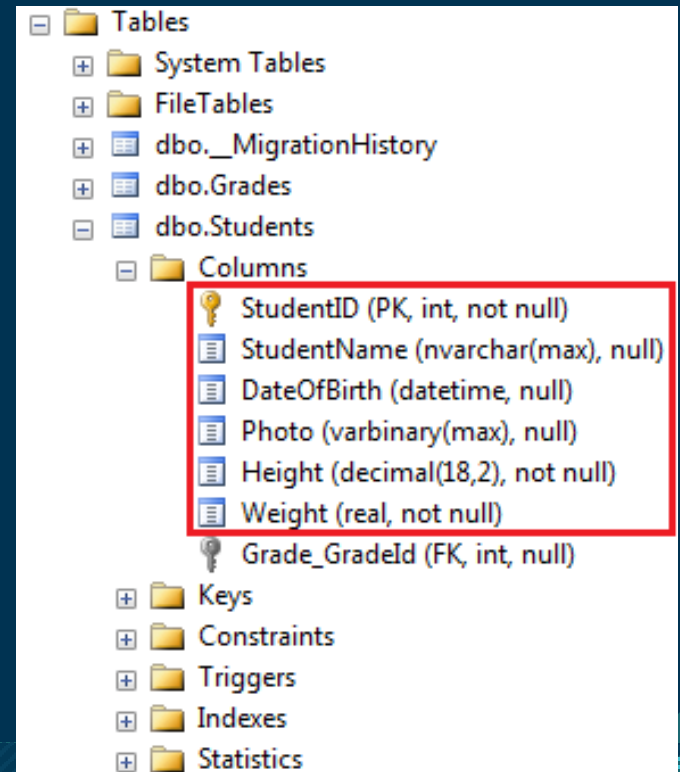 Tables
System Tables
FileTables
dbo.__MigrationHistory
dbo.Grades
dbo.Students
Columns
StudentID (PK, int, not null)
StudentName (nvarchar(max), null)
DateOfBirth (datetime, null)
Photo (varbinary(max), null)
Height (decimal(18,2), not null)
Weight (real, not null)
Grade_GradeId (FK, int, null)
Keys
Constraints
Triggers
Indexes
Statistics